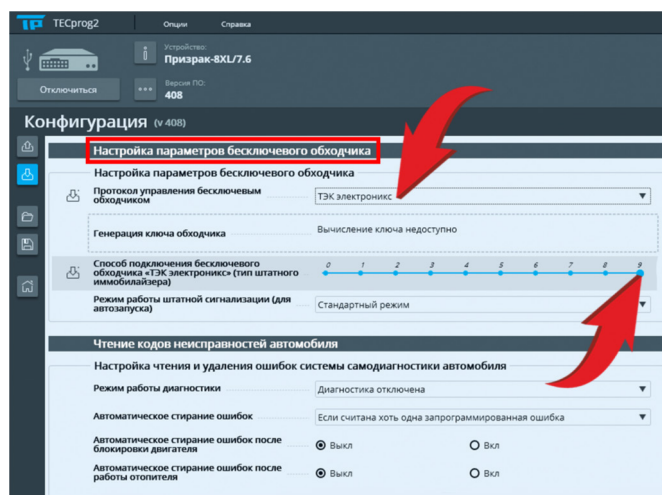 TP TECprog2 Опции Справка
Устройство:
Призрак-8XL/7.6
Отключиться
Версия ПО:
408
Конфигурация (v 408)
Настройка параметров бесключевого обходчика
Настройка параметров бесключевого обходчика
Протокол управления бесключевым
обходчиком
ТЭК электроникс
Генерация ключа обходчика
Вычисление ключа недоступно
Способ подключения бесключевого
обходчика «ТЭК электроникс» (тип штатного
иммобилайзера)
0 1 2 3 4 5 6 7 8 9
Режим работы штатной сигнализации (для
автозапуска)
Стандартный режим
Чтение кодов неисправностей автомобиля
Настройка чтения и удаления ошибок системы самодиагностики автомобиля
Режим работы диагностики
Диагностика отключена
Автоматическое стирание ошибок
Если считана хоть одна запрограммированная ошибка
Автоматическое стирание ошибок после
блокировки двигателя
Выкл Вкл
Автоматическое стирание ошибок после
работы отопителя
Выкл Вкл